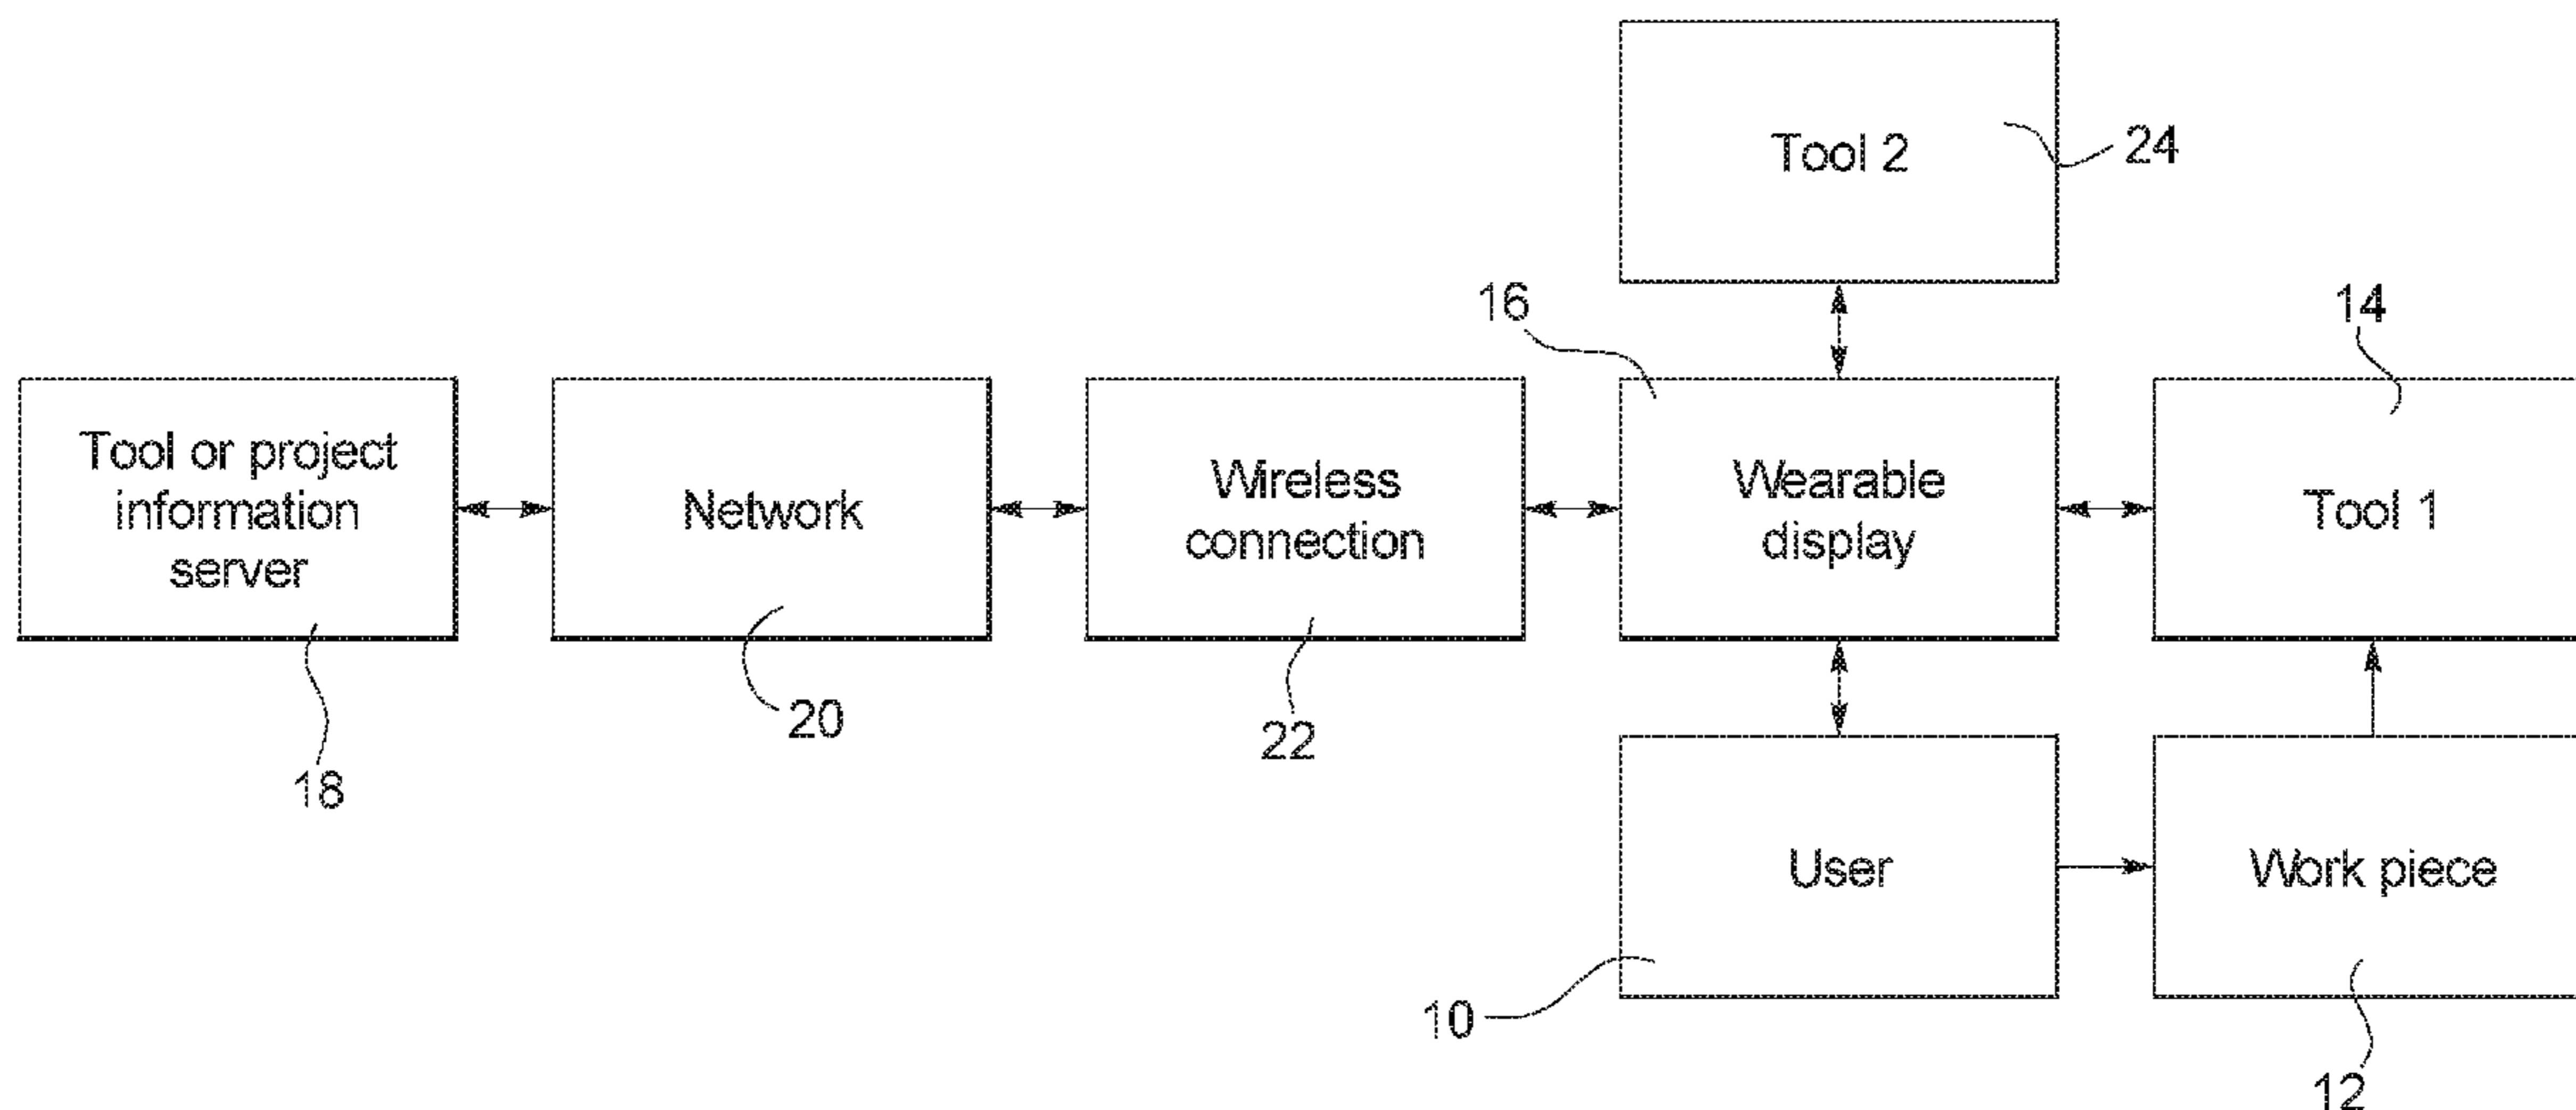 Tool 2
24
16
14
Tool or project
information
server
Network
Wireless
connection
Wearable
display
Tool 1
18
20
22
User
Work piece
10
12